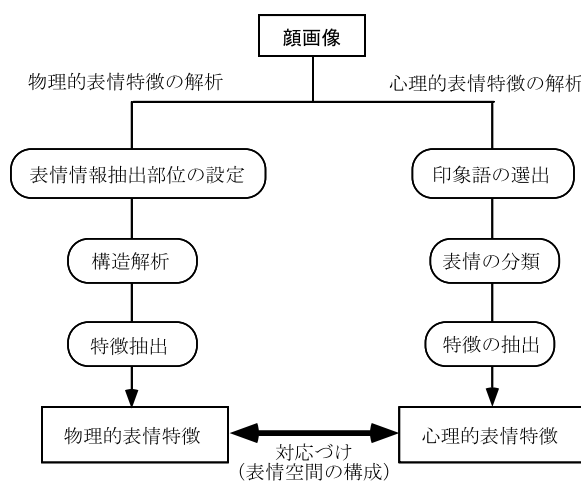 顔画像
物理的表情特徴の解析
心理的表情特徴の解析
表情情報抽出部位の設定
印象語の選出
構造解析
表情の分類
特徴抽出
特徴の抽出
物理的表情特徴
心理的表情特徴
対応づけ
（表情空間の構成）